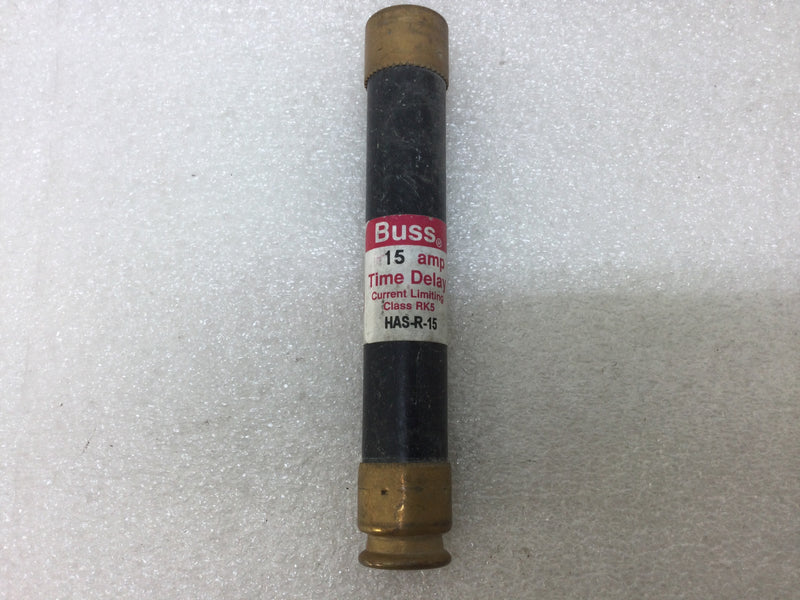 Buss®
15 amp
Time Delay
Current Limiting
Class RK5
HAS-R-15